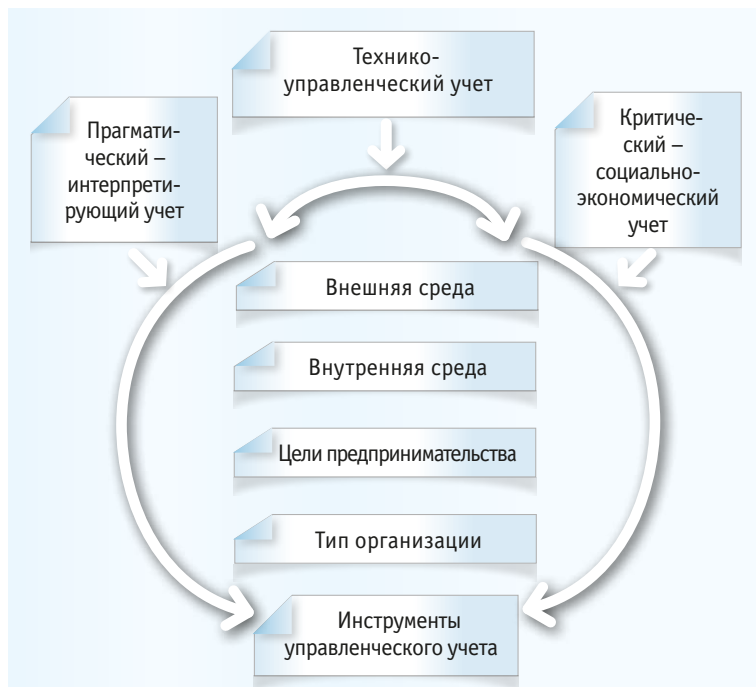 Технико-
управленческий учет
Прагмати-
ческий –
интерпрети-
рующий учет
Критиче-
ский –
социально-
экономический
учет
Внешняя среда
Внутренняя среда
Цели предпринимательства
Тип организации
Инструменты
управленческого учета